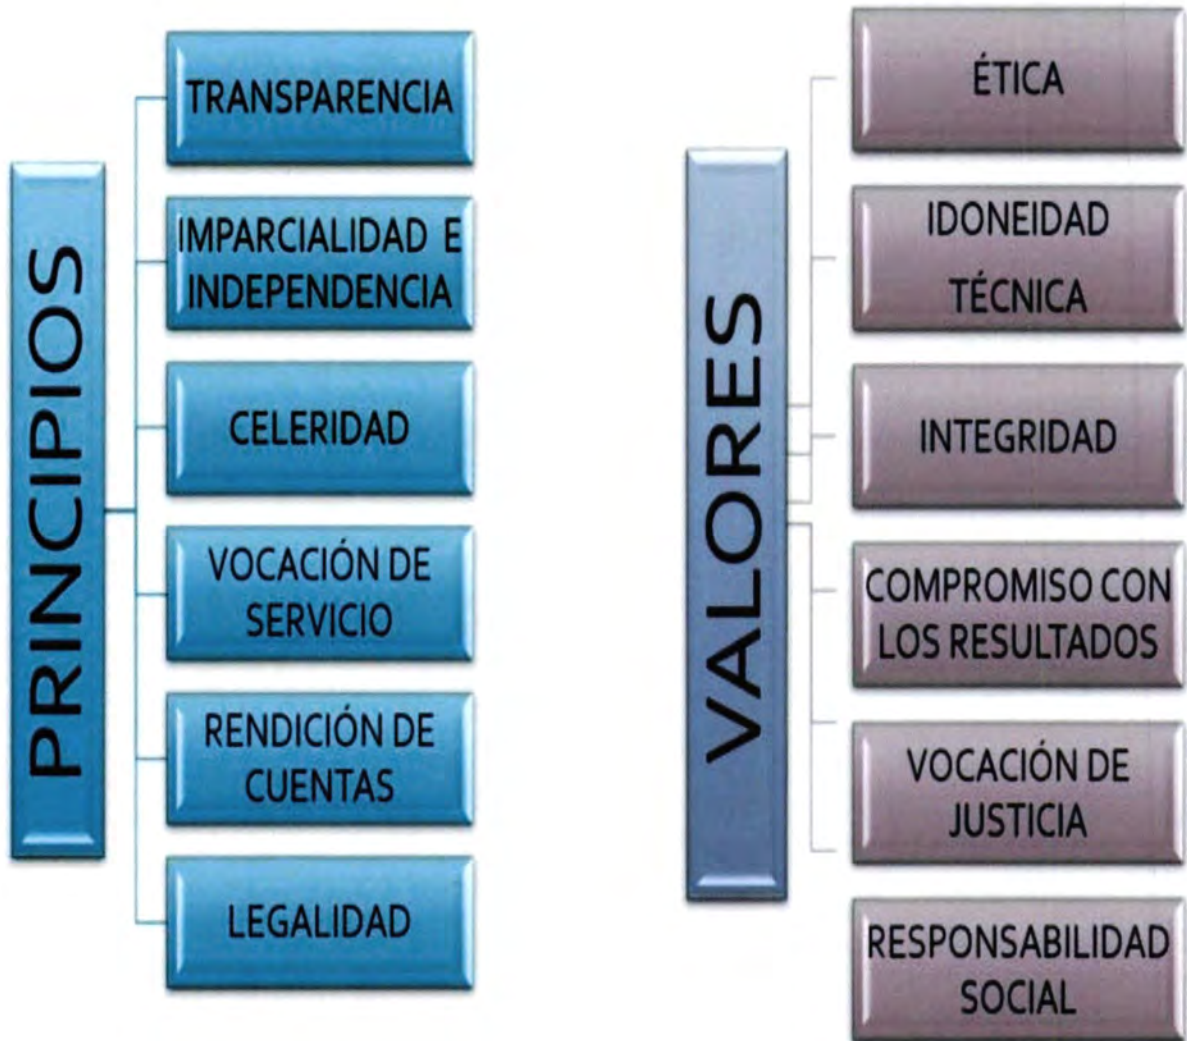 PRINCIPIOS
TRANSPARENCIA
IMPARCIALIDAD E
INDEPENDENCIA
CELERIDAD
VOCACIÓN DE
SERVICIO
RENDICIÓN DE
CUENTAS
LEGALIDAD
VALORES
ÉTICA
IDONEIDAD
TÉCNICA
INTEGRIDAD
COMPROMISO CON
LOS RESULTADOS
VOCACIÓN DE
JUSTICIA
RESPONSABILIDAD
SOCIAL